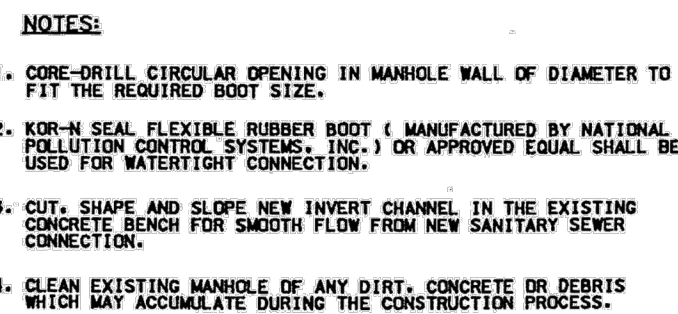 NOTES:
1. CORE-DRILL CIRCULAR OPENING IN MANHOLE WALL OF DIAMETER TO
FIT THE REQUIRED BOOT SIZE.
2. KOR-N SEAL FLEXIBLE RUBBER BOOT ( MANUFACTURED BY NATIONAL
POLLUTION CONTROL SYSTEMS, INC.) OR APPROVED EQUAL SHALL BE
USED FOR WATERTIGHT CONNECTION.
3. CUT, SHAPE AND SLOPE NEW INVERT CHANNEL IN THE EXISTING
CONCRETE BENCH FOR SMOOTH FLOW FROM NEW SANITARY SEWER
CONNECTION.
4. CLEAN EXISTING MANHOLE OF ANY DIRT, CONCRETE OR DEBRIS
WHICH MAY ACCUMULATE DURING THE CONSTRUCTION PROCESS.